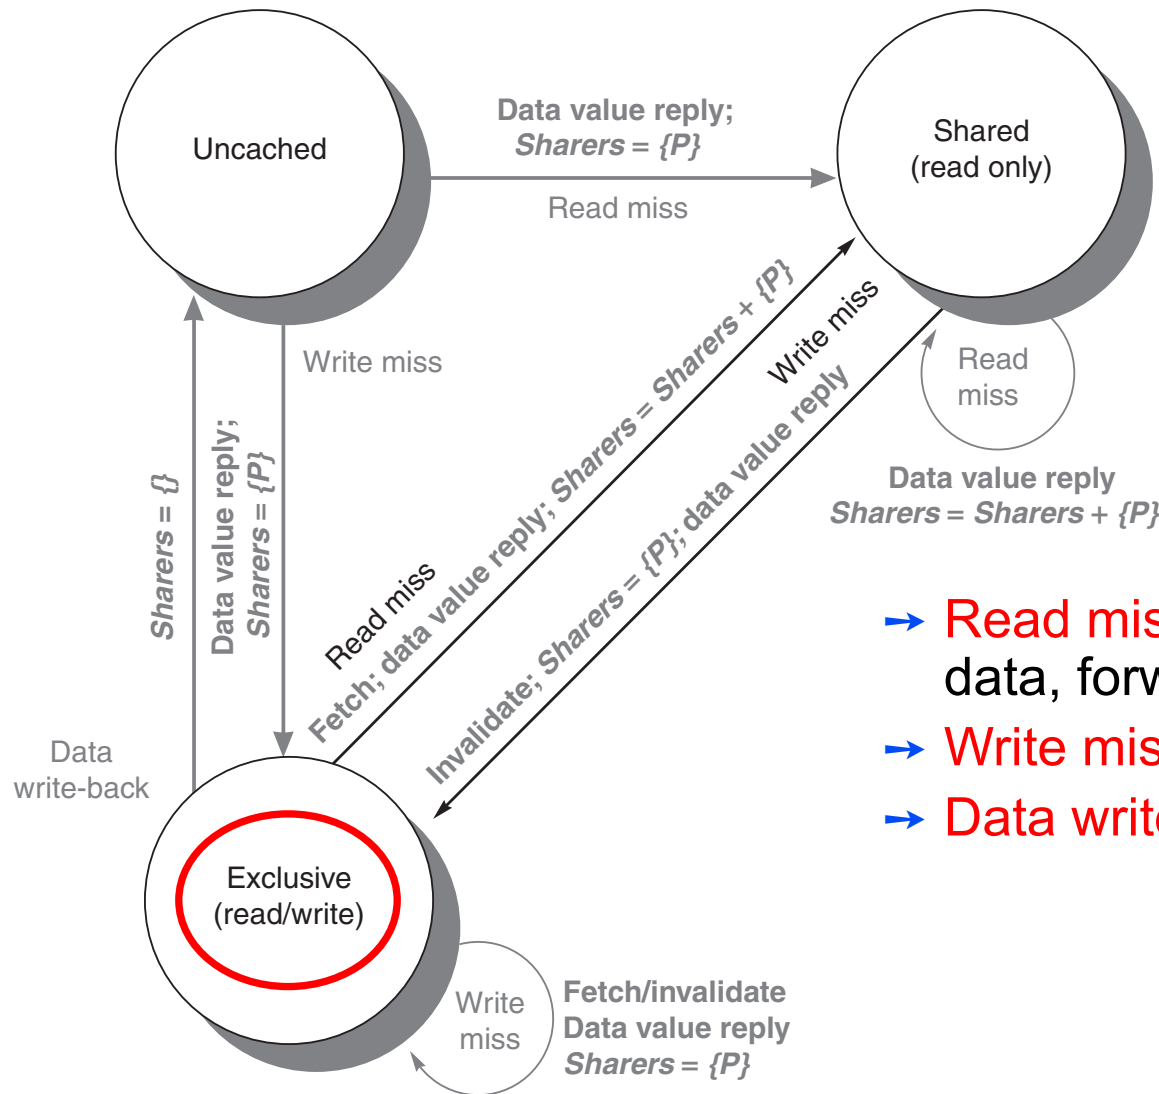 Uncached
Data value reply;
Sharers = {P}
Read miss
Shared
(read only)
Write miss
Sharers = {}
Data value reply;
Sharers = {P}
Data
write-back
Read miss
Fetch; data value reply; Sharers = Sharers + {P}
Write miss
Invalidate; Sharers = {P}; data value reply
Read
miss
Data value reply
Sharers = Sharers + {P}
Read mis
data, forw
Write mis
Data write
Exclusive
(read/write)
Write
miss
Fetch/invalidate
Data value reply
Sharers = {P}